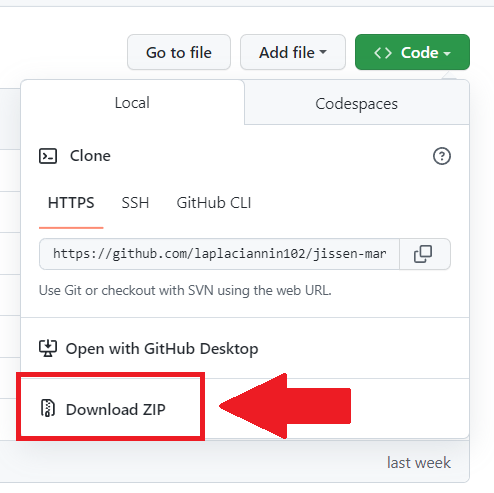 Go to file Add file Code
Local Codespaces
Clone
HTTPS SSH GitHub CLI
https://github.com/laplaciannin102/jissen-mar
Use Git or checkout with SVN using the web URL.
Open with GitHub Desktop
Download ZIP
last week